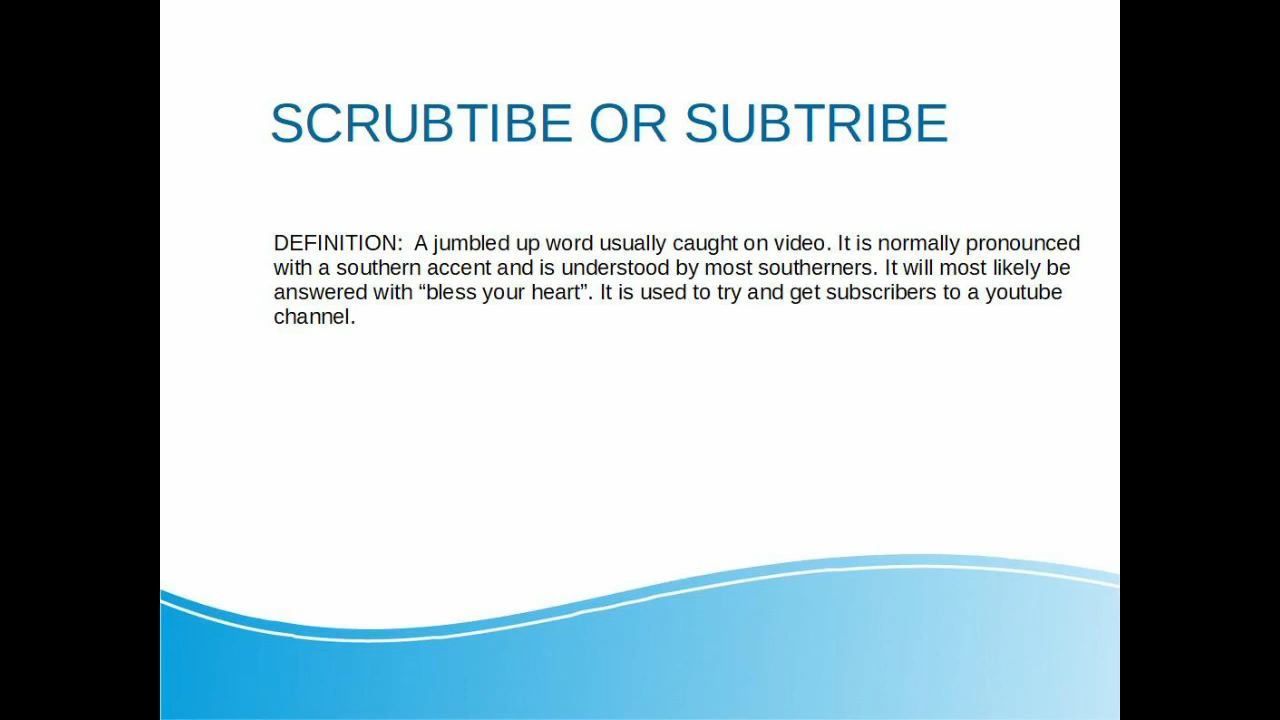 SCRUBTIBE OR SUBTRIBE
DEFINITION:  A jumbled up word usually caught on video. It is normally pronounced
with a southern accent and is understood by most southerners. It will most likely be
answered with “bless your heart”. It is used to try and get subscribers to a youtube
channel.